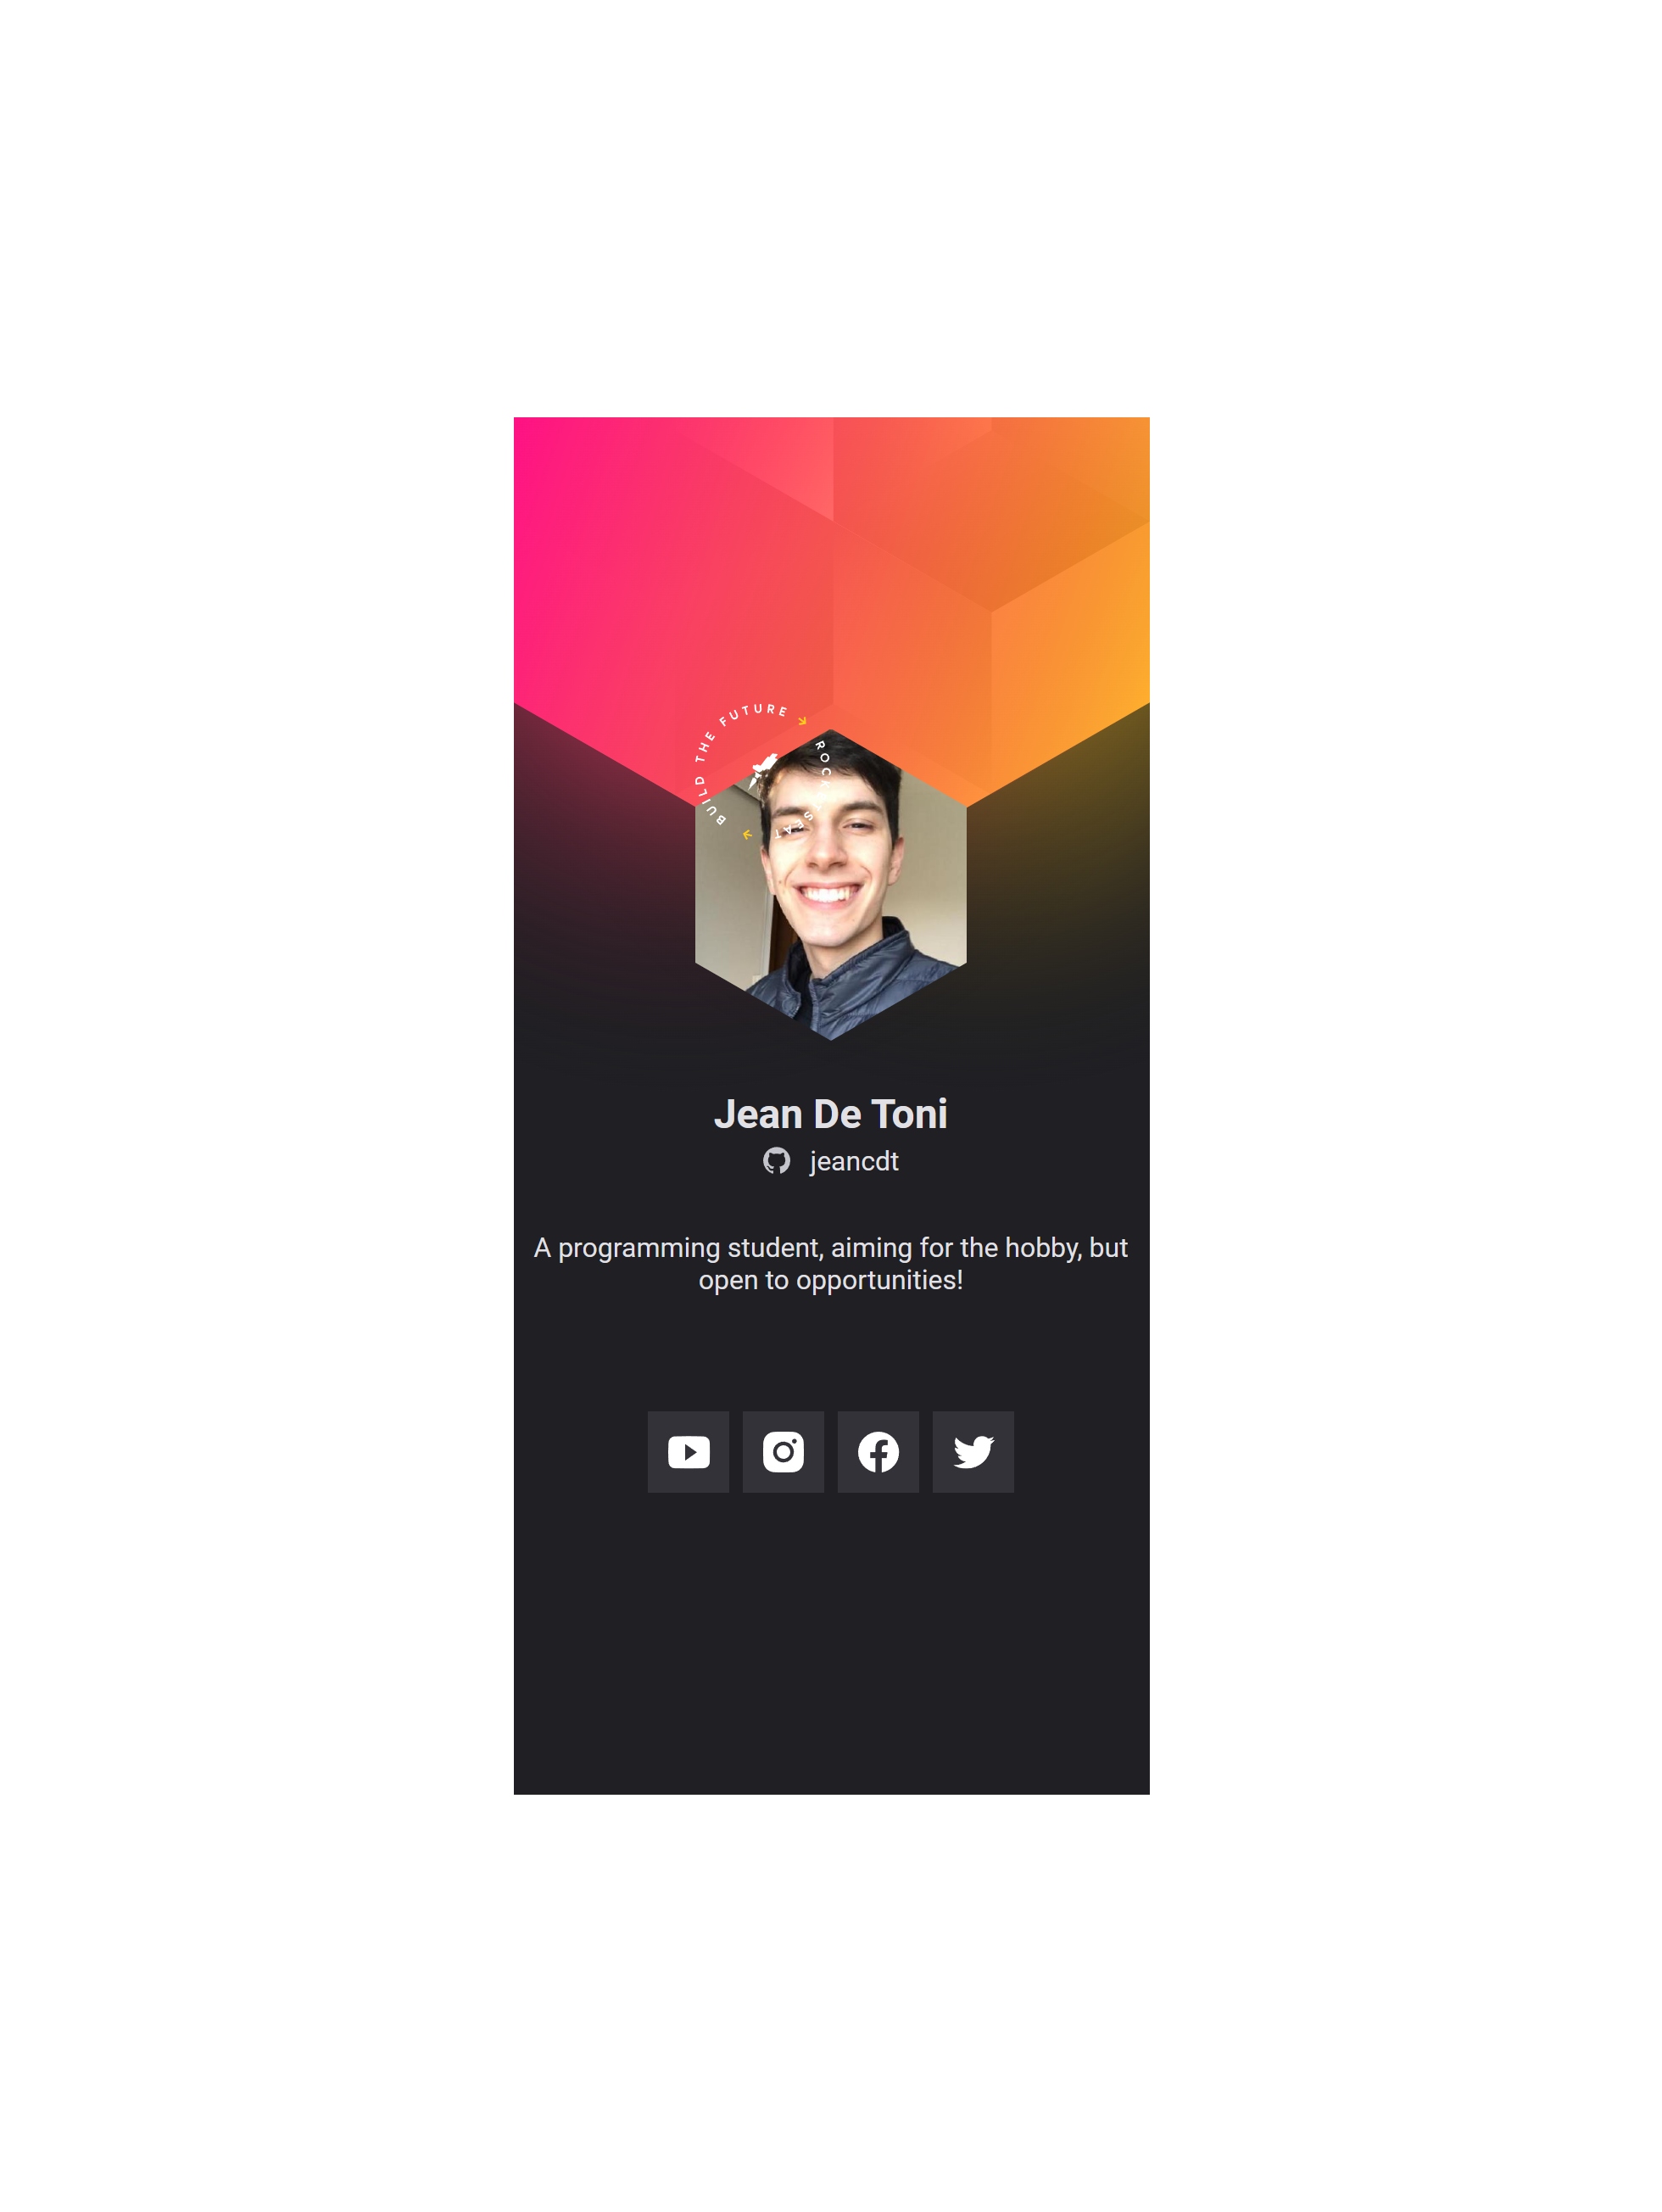 BUILD THE FUTURE
ROCKETSEAT
Jean De Toni
jeancdt
A programming student, aiming for the hobby, but
open to opportunities!